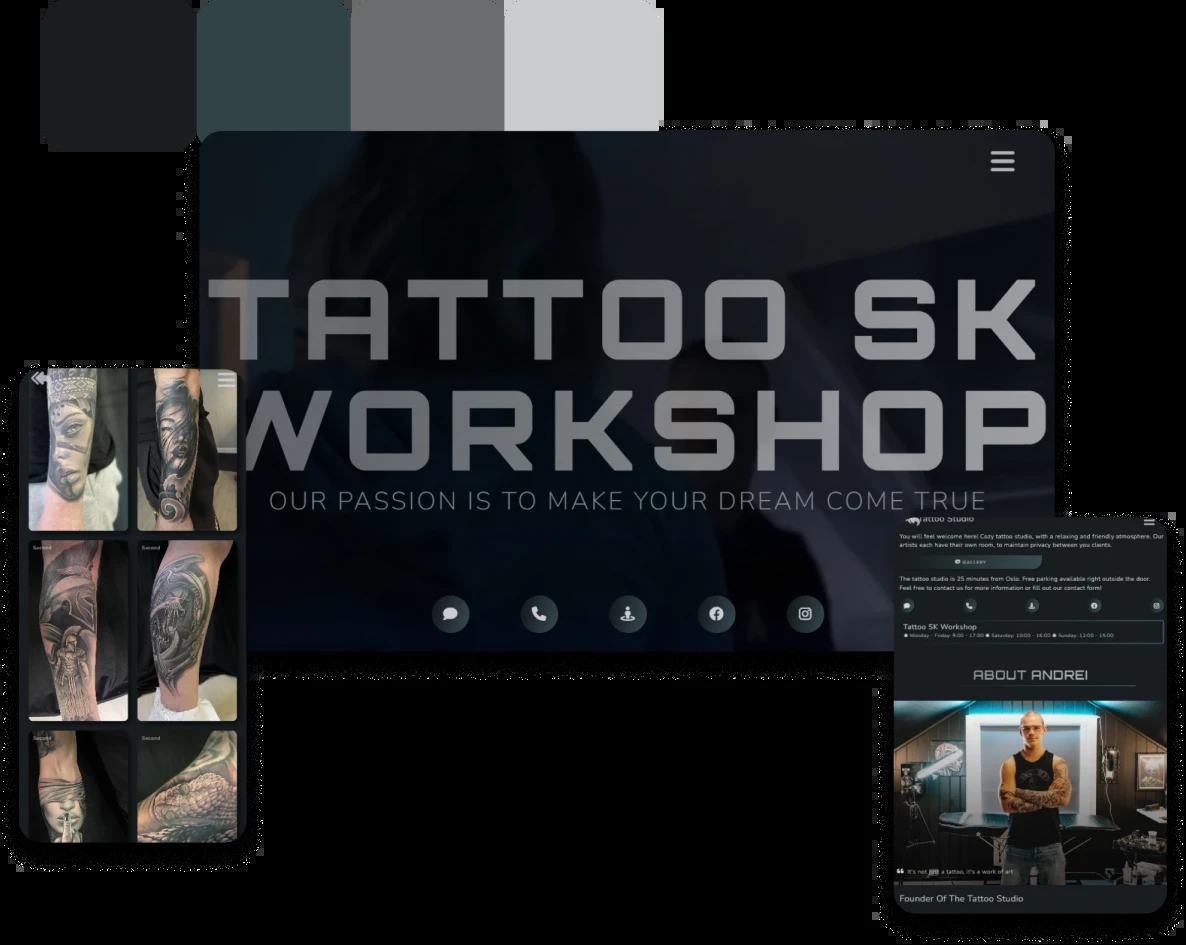 TATTOO SK
WORKSHOP
OUR PASSION IS TO MAKE YOUR DREAM COME TRUE
Second
Second
Second
Second
Tattoo Studio
You will feel welcome here! Cozy tattoo studio, with a relaxing and friendly atmosphere. Our
artists each have their own room, to maintain privacy between you clients.
GALLERY
The tattoo studio is 25 minutes from Oslo. Free parking available right outside the door.
Feel free to contact us for more information or fill out our contact form!
Tattoo SK Workshop
Monday - Friday: 9:00 - 17:00 Saturday: 10:00 - 16:00 Sunday: 12:00 - 15:00
ABOUT ANDREI
It's not just a tattoo, it's a work of art
Founder Of The Tattoo Studio